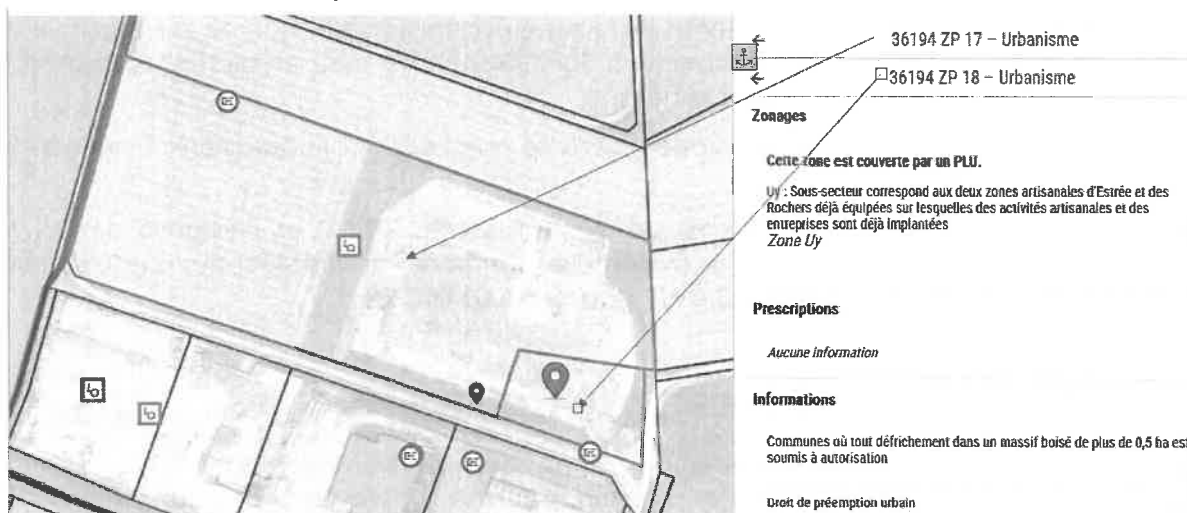 36194 ZP 17 – Urbanisme
36194 ZP 18 – Urbanisme
Zonages
Cette zone est couverte par un PLU.
Uy : Sous-secteur correspond aux deux zones artisanales d'Estrée et des
Rochers déjà équipées sur lesquelles des activités artisanales et des
entreprises sont déjà implantées
Zone Uy
Prescriptions
Aucune information
Informations
Communes où tout défrichement dans un massif boisé de plus de 0,5 ha est
soumis à autorisation
Droit de préemption urbain